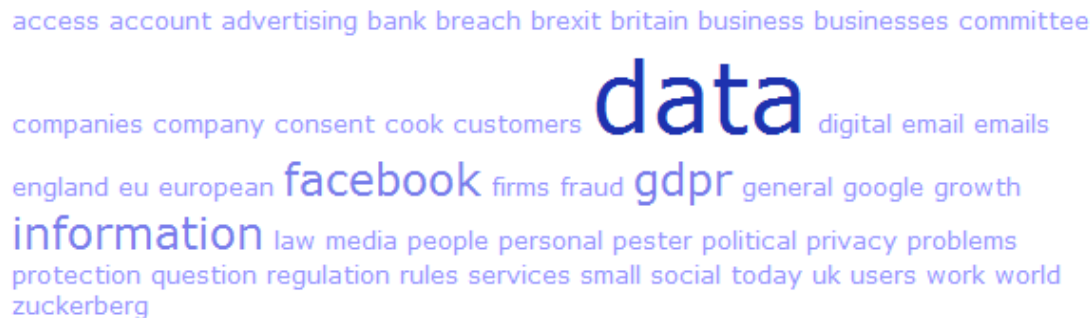 access account advertising bank breach brexit britain business businesses committee
companies company consent cook customers data digital email emails
england eu european facebook firms fraud gdpr general google growth
information law media people personal pester political privacy problems
protection question regulation rules services small social today uk users work world
zuckerberg